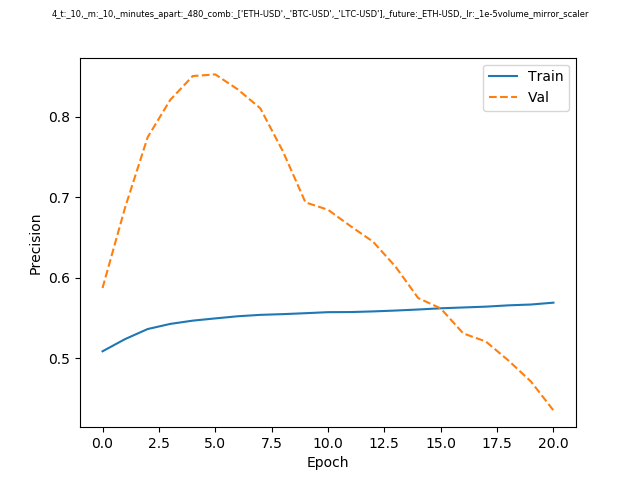 4_t:_10,_m:_10,_minutes_apart:_480_comb:_['ETH-USD',_'BTC-USD',_'LTC-USD'],_future:_ETH-USD,_lr:_1e-5volume_mirror_scaler
Train
Val
0.8
0.7
0.6
0.5
Precision
0.0 2.5 5.0 7.5 10.0 12.5 15.0 17.5 20.0
Epoch